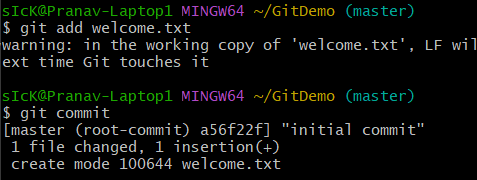 sIcK@Pranav-Laptop1 MINGW64 ~/GitDemo (master)
$ git add welcome.txt
warning: in the working copy of 'welcome.txt', LF wil
ext time Git touches it
sIcK@Pranav-Laptop1 MINGW64 ~/GitDemo (master)
$ git commit
[master (root-commit) a56f22f] "initial commit"
 1 file changed, 1 insertion(+)
 create mode 100644 welcome.txt